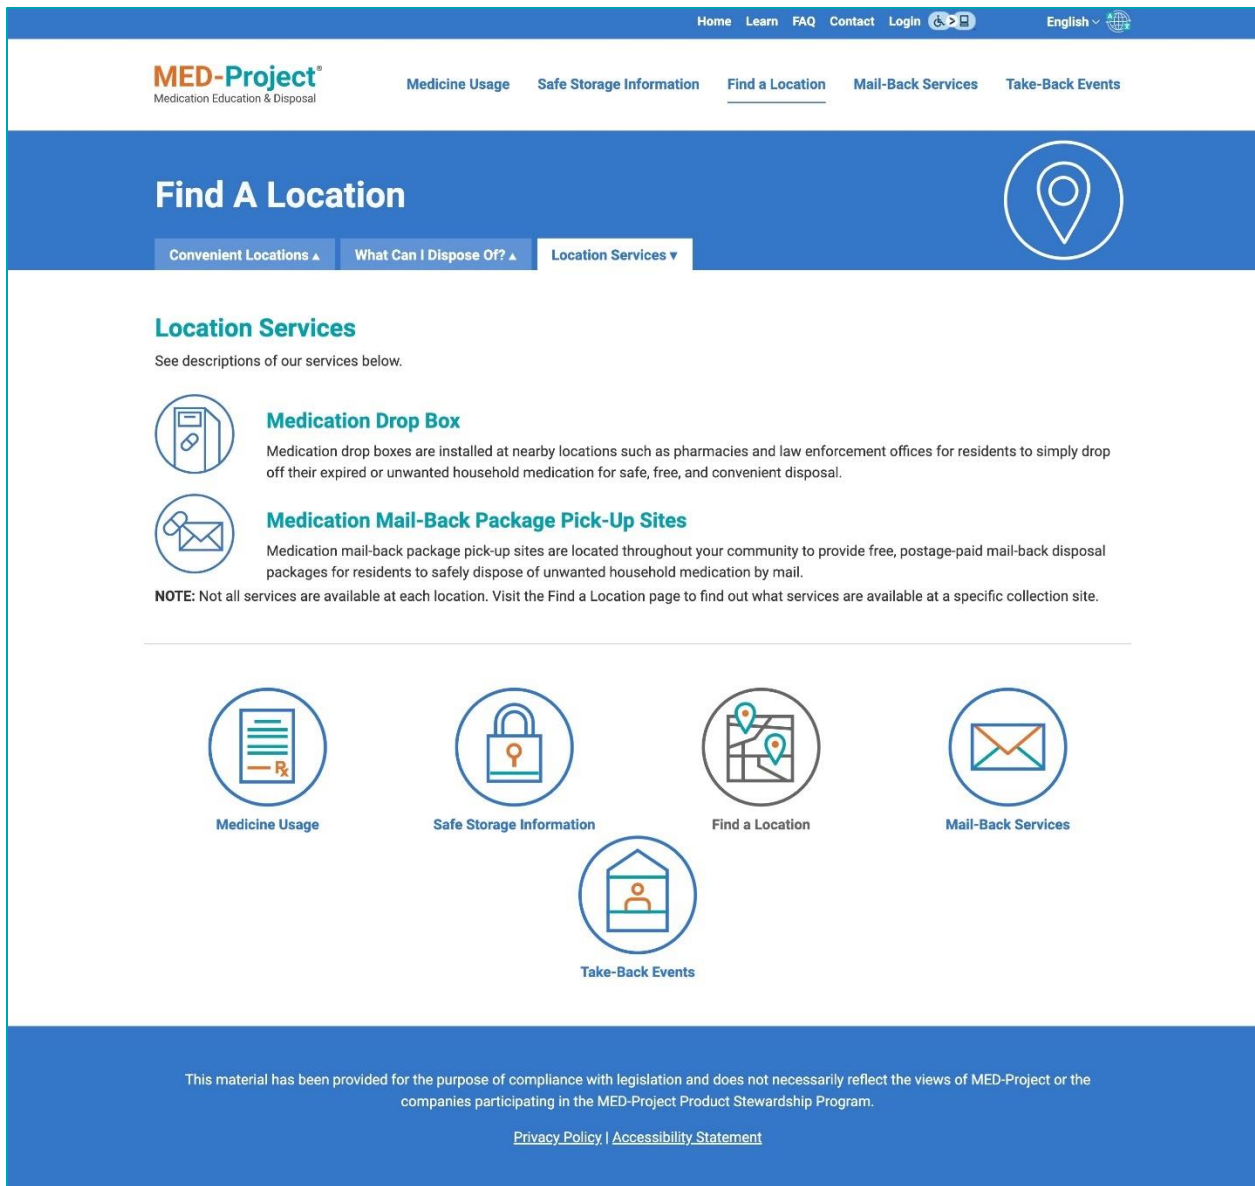 Home Learn FAQ Contact Login English
MED-Project®
Medication Education & Disposal
Medicine Usage Safe Storage Information Find a Location Mail-Back Services Take-Back Events
Find A Location
Convenient Locations ▴ What Can I Dispose Of? ▴ Location Services ▾
Location Services
See descriptions of our services below.
Medication Drop Box
Medication drop boxes are installed at nearby locations such as pharmacies and law enforcement offices for residents to simply drop
off their expired or unwanted household medication for safe, free, and convenient disposal.
Medication Mail-Back Package Pick-Up Sites
Medication mail-back package pick-up sites are located throughout your community to provide free, postage-paid mail-back disposal
packages for residents to safely dispose of unwanted household medication by mail.
NOTE: Not all services are available at each location. Visit the Find a Location page to find out what services are available at a specific collection site.
Rx
Medicine Usage Safe Storage Information Find a Location Mail-Back Services
Take-Back Events
This material has been provided for the purpose of compliance with legislation and does not necessarily reflect the views of MED-Project or the
companies participating in the MED-Project Product Stewardship Program.
Privacy Policy | Accessibility Statement